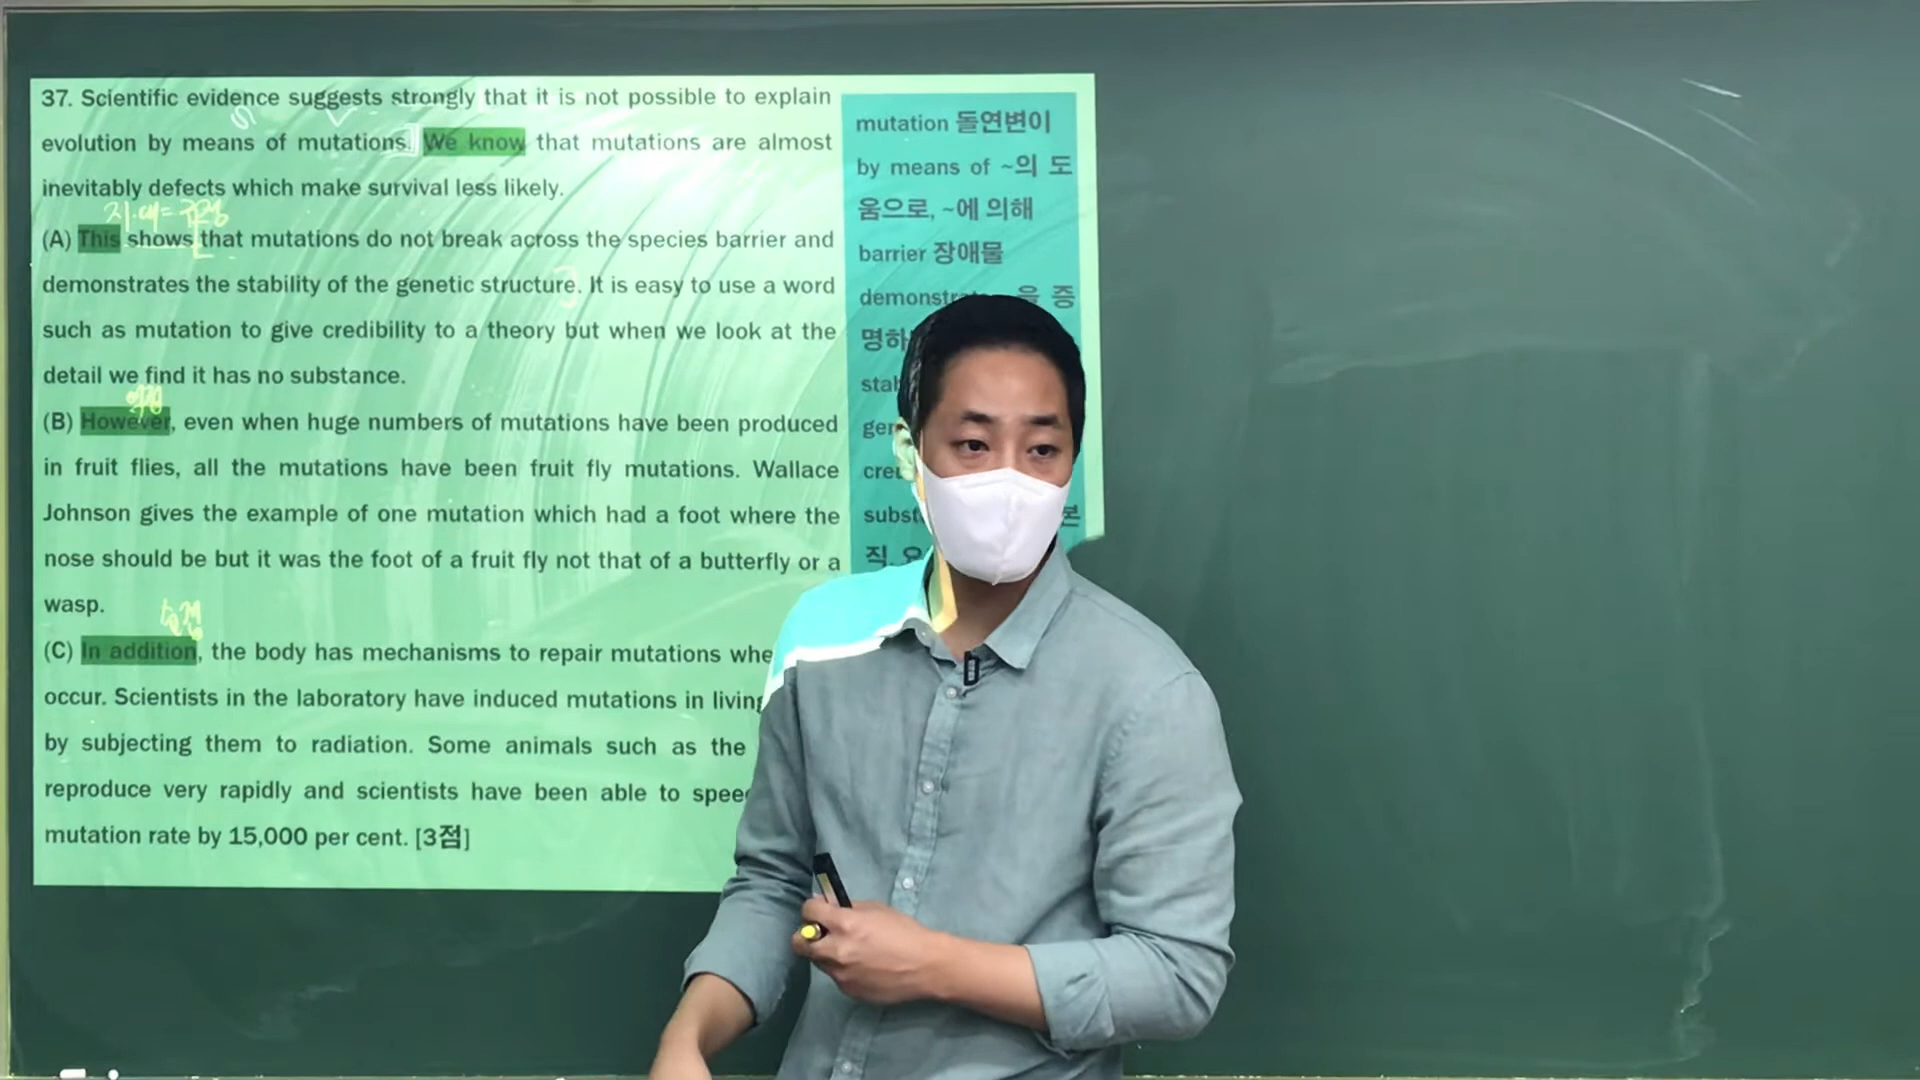 37. Scientific evidence suggests strongly that it is not possible to explain
evolution by means of mutations. We know that mutations are almost
inevitably defects which make survival less likely.
(A) This shows that mutations do not break across the species barrier and
demonstrates the stability of the genetic structure. It is easy to use a word
such as mutation to give credibility to a theory but when we look at the
detail we find it has no substance.
역접
(B) However, even when huge numbers of mutations have been produced
in fruit flies, all the mutations have been fruit fly mutations. Wallace
Johnson gives the example of one mutation which had a foot where the
nose should be but it was the foot of a fruit fly not that of a butterfly or a
wasp.
(C) In addition, the body has mechanisms to repair mutations
occur. Scientists in the laboratory have induced mutations in living
by subjecting them to radiation. Some animals such as the
reproduce very rapidly and scientists have been able to
mutation rate by 15,000 per cent. [3점]
mutation 돌연변이
by means of ~의 도
움으로, ~에 의해
barrier 장애물
을 증